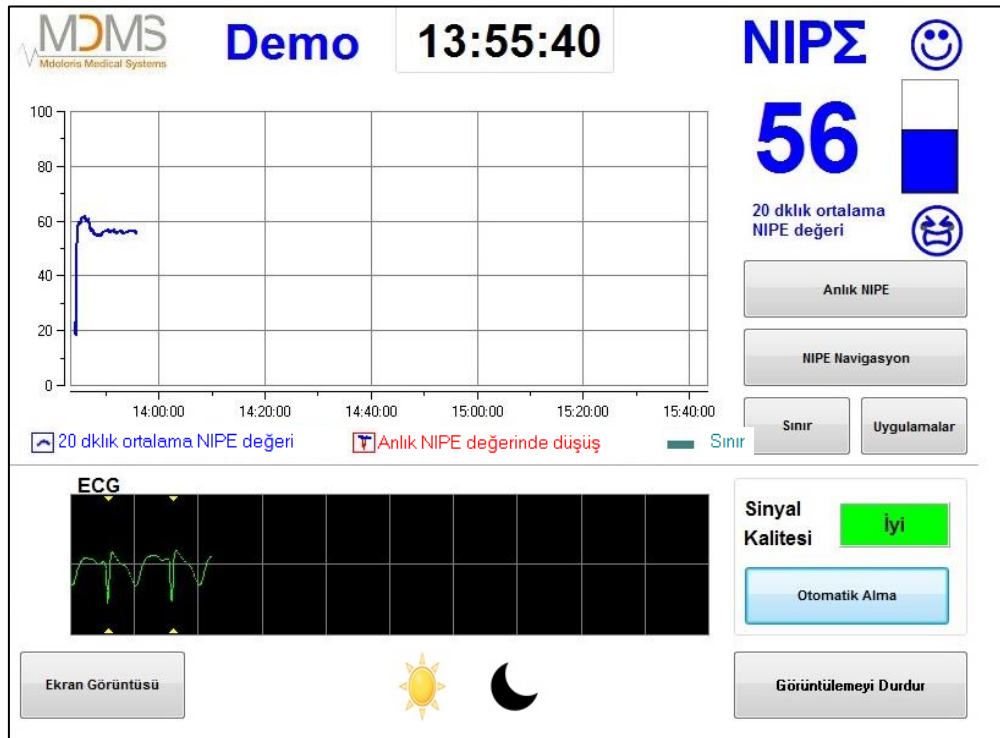 MDMS
Mdoloris Medical Systems
Demo
13:55:40
NIPΣ
100
80
60
40
20
0
14:00:00 14:20:00 14:40:00 15:00:00 15:20:00 15:40:00
20 dklık ortalama NIPE değeri
Anlık NIPE değerinde düşüş
Sınır
56
20 dklık ortalama
NIPE değeri
Anlık NIPE
NIPE Navigasyon
Sınır
Uygulamalar
ECG
Sinyal
Kalitesi
İyi
Otomatik Alma
Ekran Görüntüsü
Görüntülemeyi Durdur